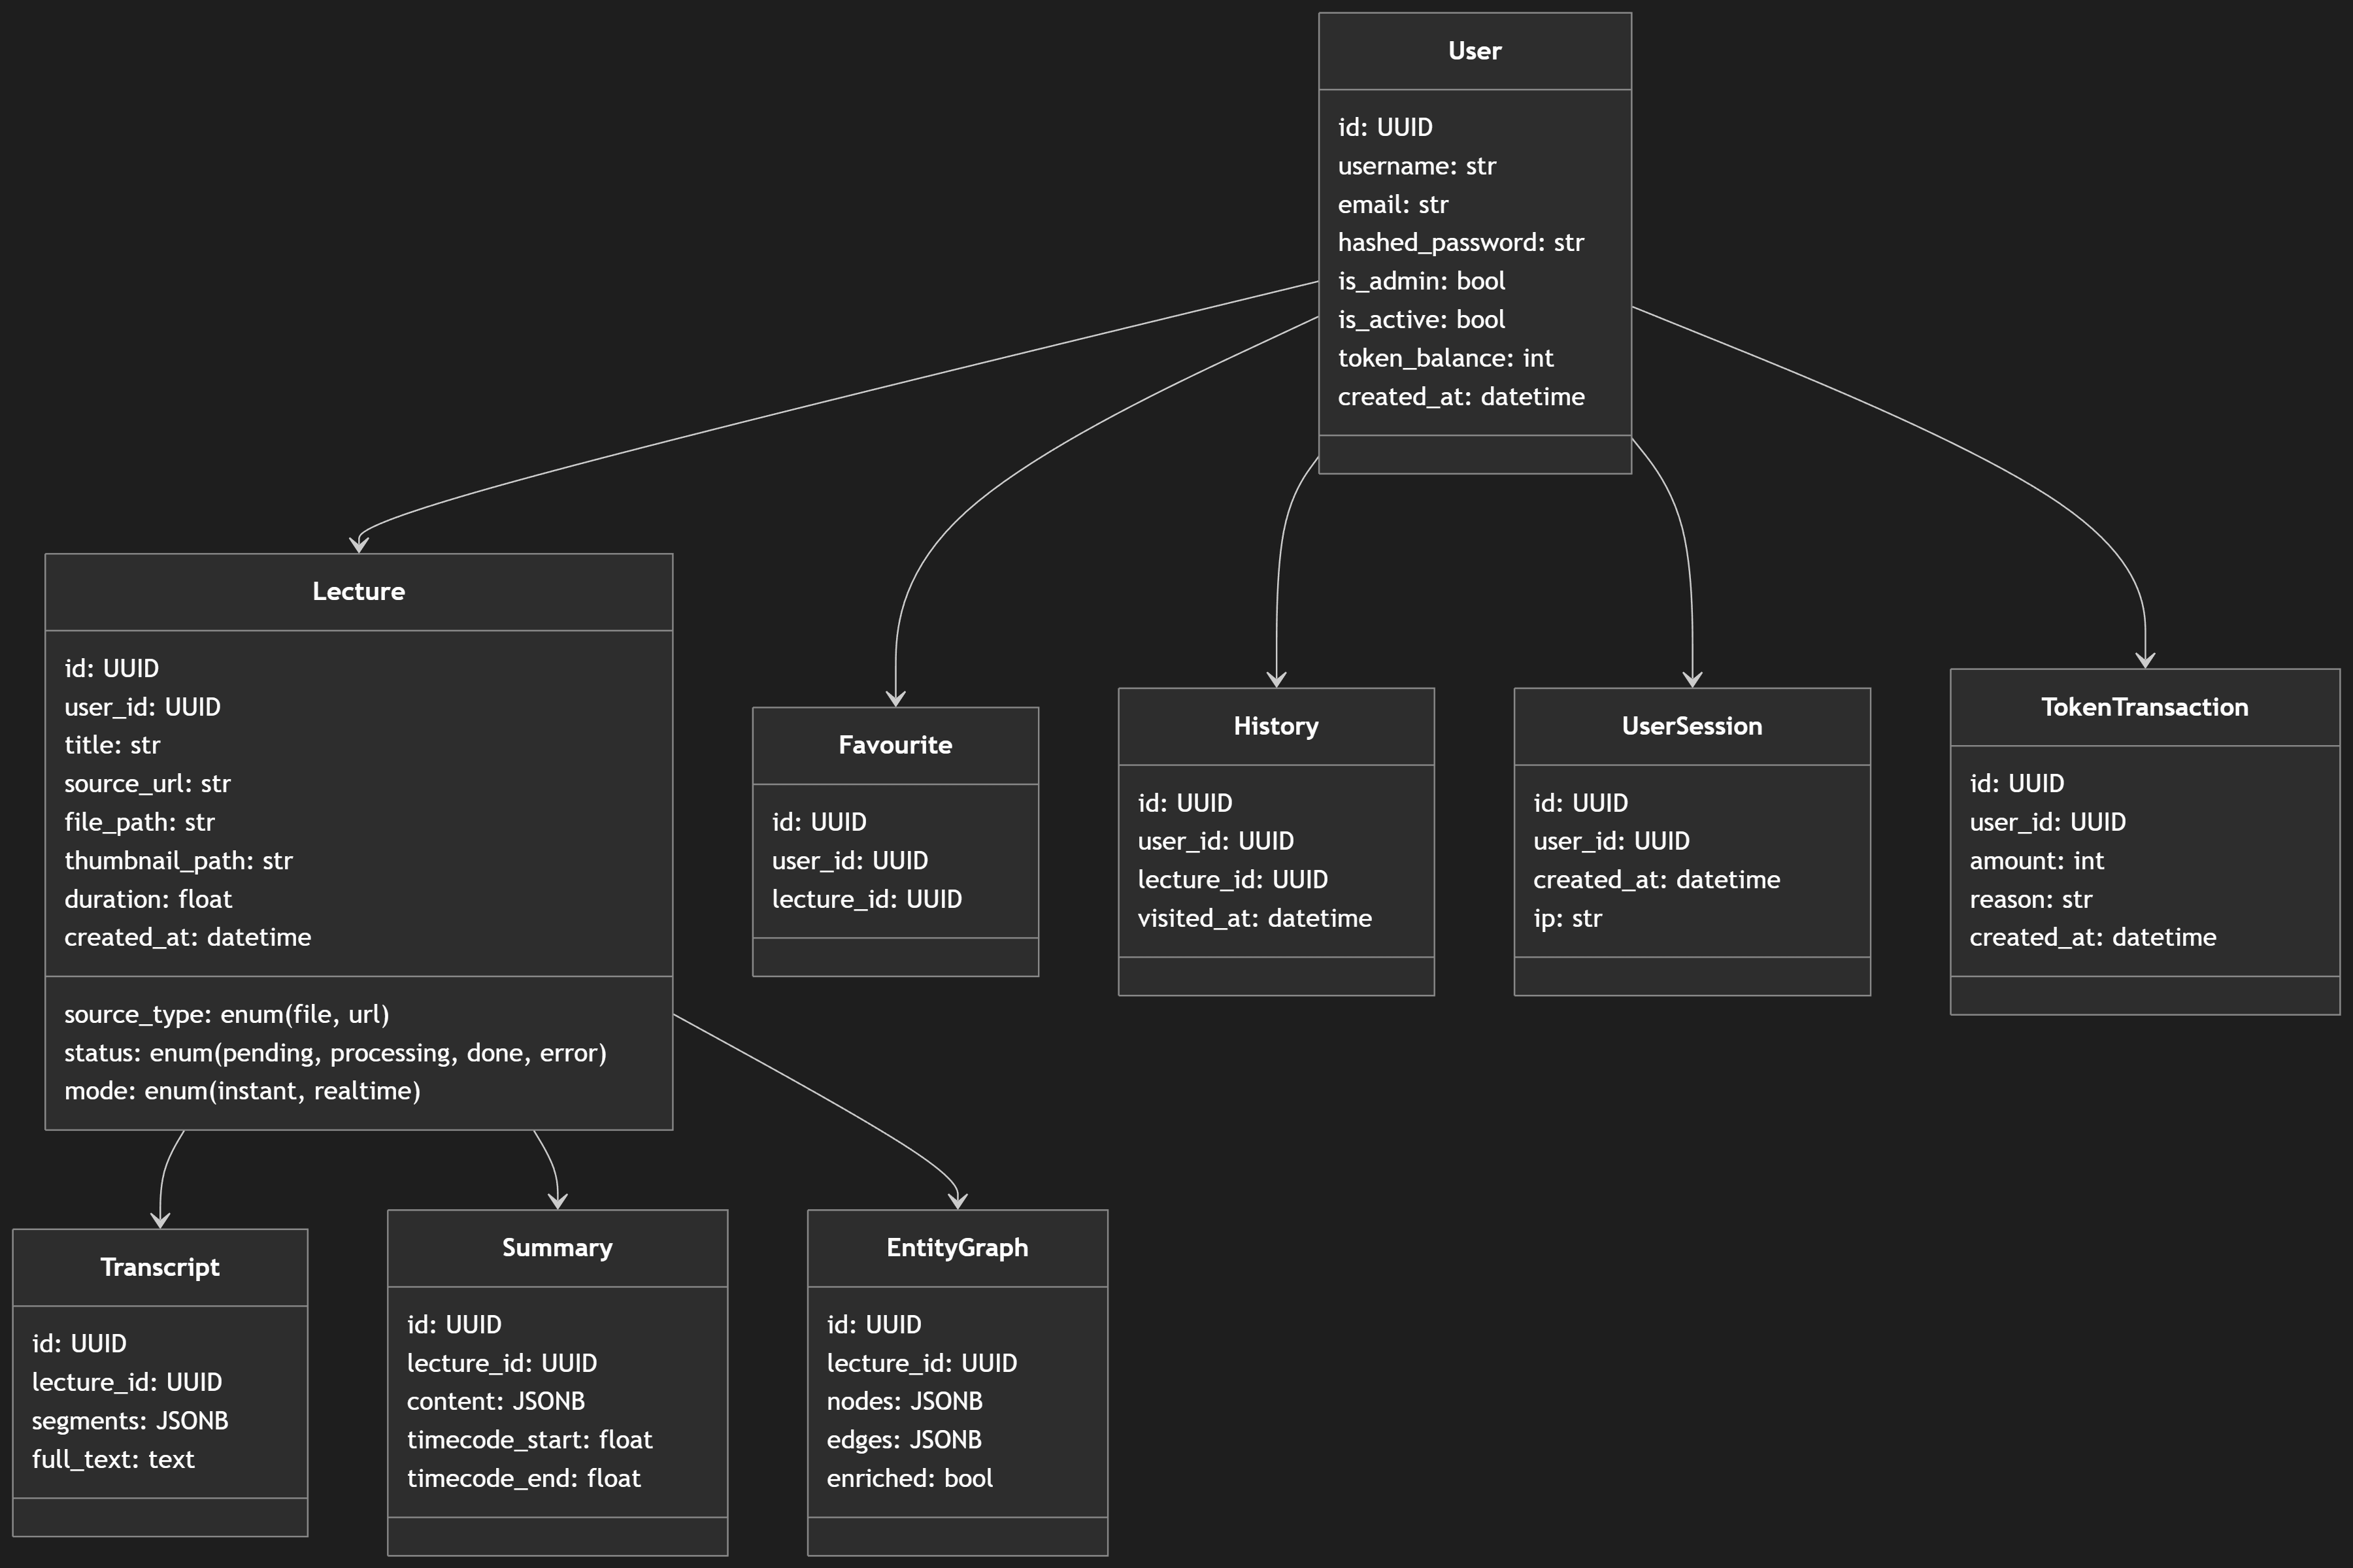 User
id: UUID
username: str
email: str
hashed_password: str
is_admin: bool
is_active: bool
token_balance: int
created_at: datetime
Lecture
id: UUID
user_id: UUID
title: str
source_url: str
file_path: str
thumbnail_path: str
duration: float
created_at: datetime
source_type: enum(file, url)
status: enum(pending, processing, done, error)
mode: enum(instant, realtime)
Favourite
id: UUID
user_id: UUID
lecture_id: UUID
History
id: UUID
user_id: UUID
lecture_id: UUID
visited_at: datetime
UserSession
id: UUID
user_id: UUID
created_at: datetime
ip: str
TokenTransaction
id: UUID
user_id: UUID
amount: int
reason: str
created_at: datetime
Transcript
id: UUID
lecture_id: UUID
segments: JSONB
full_text: text
Summary
id: UUID
lecture_id: UUID
content: JSONB
timecode_start: float
timecode_end: float
EntityGraph
id: UUID
lecture_id: UUID
nodes: JSONB
edges: JSONB
enriched: bool